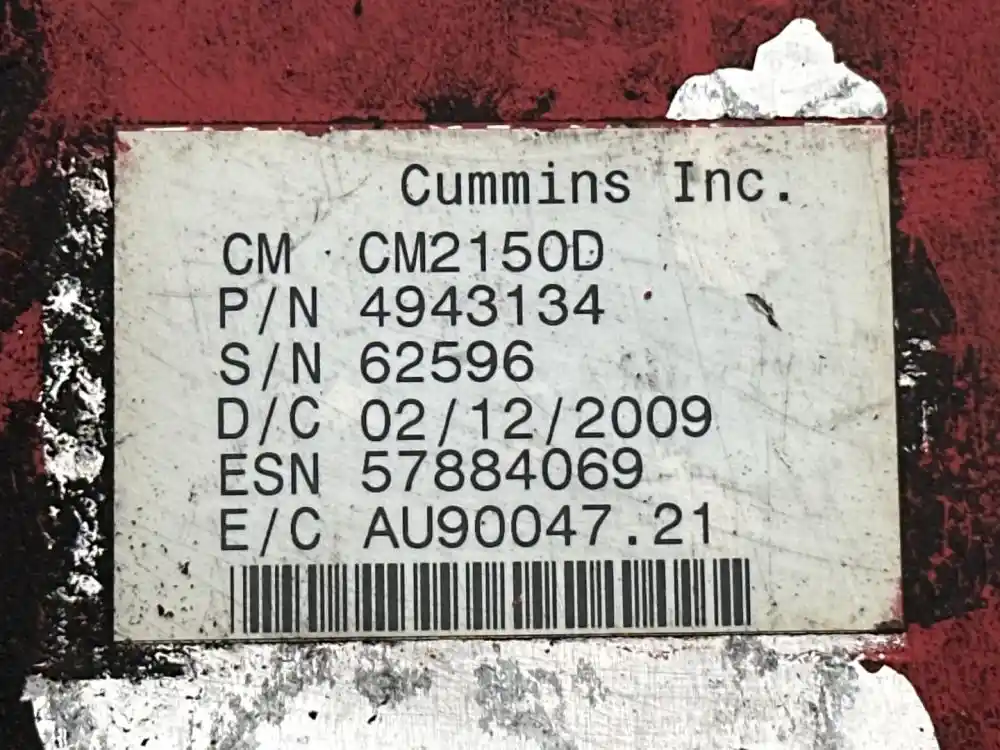 Cummins Inc.
CM CM2150D
P/N 4943134
S/N 62596
D/C 02/12/2009
ESN 57884069
E/C AU90047.21